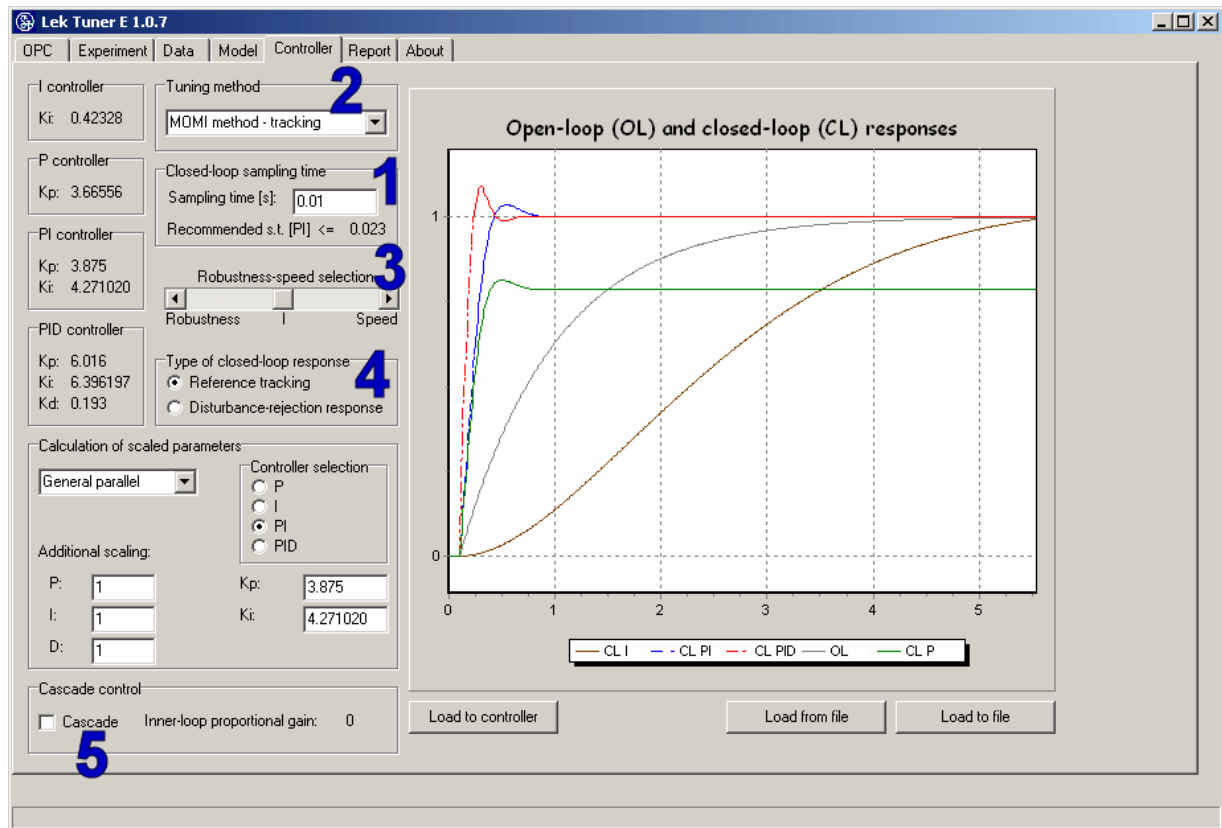 Lek Tuner E 1.0.7
OPC Experiment Data Model Controller Report About
I controller
Ki: 0.42328
P controller
Kp: 3.66556
PI controller
Kp: 3.875
Ki: 4.271020
PID controller
Kp: 6.016
Ki: 6.396197
Kd: 0.193
Tuning method
2
MOMI method - tracking
Closed-loop sampling time
1
Sampling time [s]: 0.01
Recommended s.t. [PI] <= 0.023
3
Robustness-speed selection
Robustness I Speed
Type of closed-loop response
4
Reference tracking
Disturbance-rejection response
Calculation of scaled parameters
General parallel
Controller selection
P
I
PI
PID
Additional scaling:
P: 1
I: 1
D: 1
Kp: 3.875
Ki: 4.271020
Cascade control
Cascade Inner-loop proportional gain: 0
5
Open-loop (OL) and closed-loop (CL) responses
1
0
0 1 2 3 4 5
CL I CL PI CL PID OL CL P
Load to controller Load from file Load to file